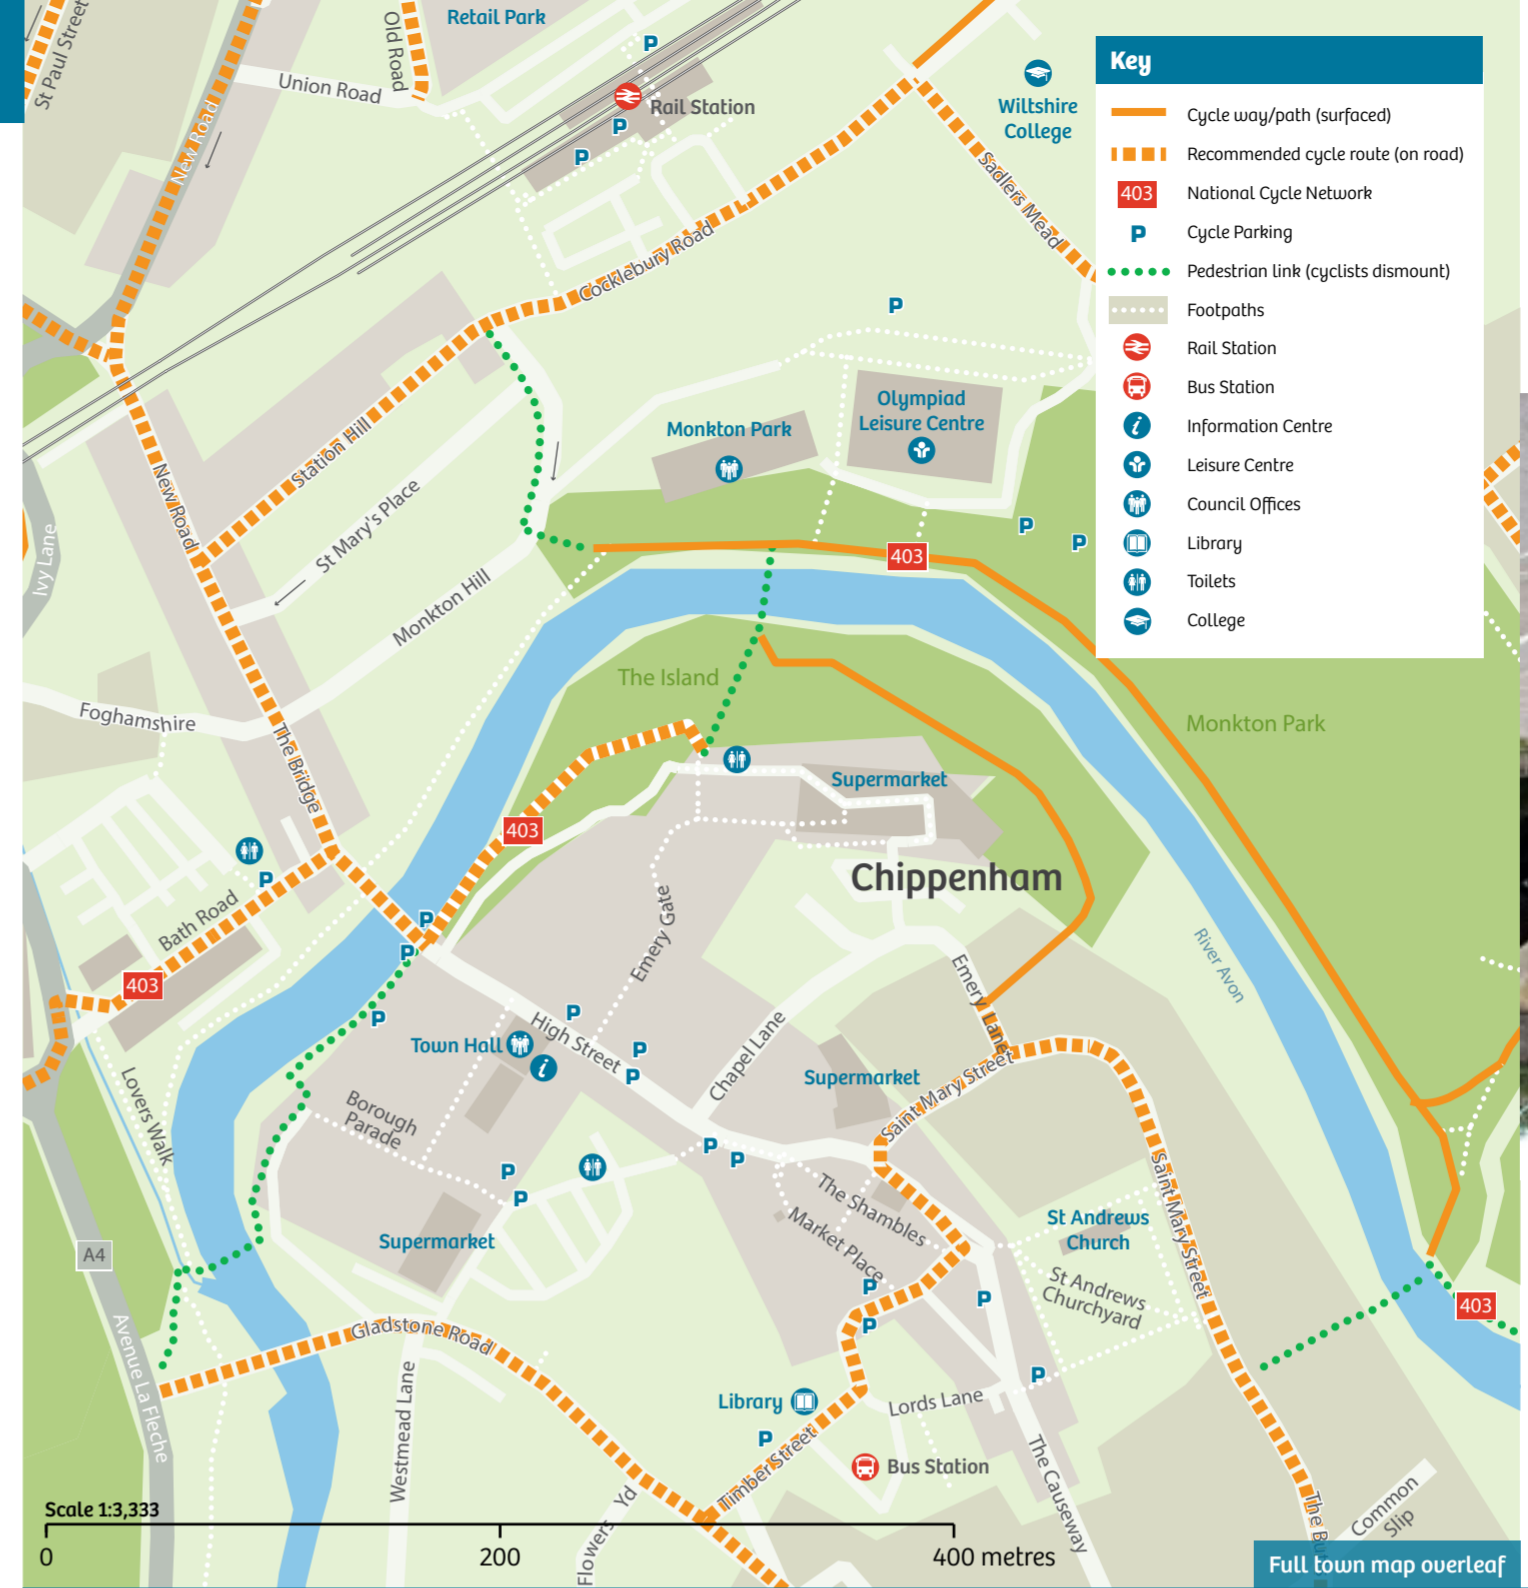 St Paul Street
New Road
Old Road
Retail Park
Union Road
Rail Station
Wiltshire
College
Sadlers Mead
Cocklebury Road
Key
Cycle way/path (surfaced)
Recommended cycle route (on road)
403
National Cycle Network
P
Cycle Parking
Pedestrian link (cyclists dismount)
Footpaths
Rail Station
Bus Station
i
Information Centre
Leisure Centre
Council Offices
Library
Toilets
College
P
P
P
P
Olympiad
Leisure Centre
Monkton Park
New Road
Station Hill
St Mary's Place
Monkton Hill
Ivy Lane
P
P
403
The Island
Monkton Park
Foghamshire
The Bridge
Supermarket
403
Chippenham
P
Bath Road
403
P
P
P
Emery Gate
Emery Lane
River Avon
Town Hall
i
High Street
P
P
P
Chapel Lane
Supermarket
Saint Mary Street
Lovers Walk
Borough
Parade
P
P
P
P
The Shambles
Market Place
Saint Mary Street
St Andrews
Church
St Andrews
Churchyard
Supermarket
A4
P
P
P
403
Gladstone Road
Avenue La Fleche
Westmead Lane
Library
P
Timber Street
Lords Lane
P
Bus Station
The Causeway
Flowers Yd
Common
Slip
Scale 1:3,333
0
200
400 metres
Full town map overleaf